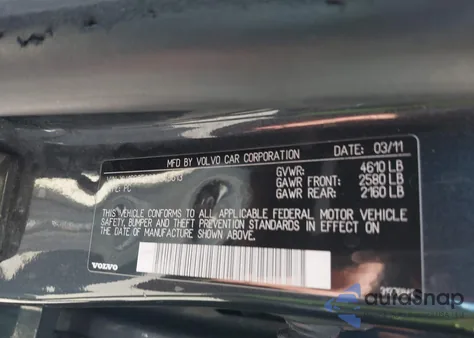 MFD BY VOLVO CAR CORPORATION DATE: 03/11
GVWR: 4610 LB
GAWR FRONT: 2580 LB
GAWR REAR: 2160 LB
TYPE: PC
THIS VEHICLE CONFORMS TO ALL APPLICABLE FEDERAL MOTOR VEHICLE
SAFETY, BUMPER AND THEFT PREVENTION STANDARDS IN EFFECT ON
THE DATE OF MANUFACTURE SHOWN ABOVE.
VOLVO
autoSnap